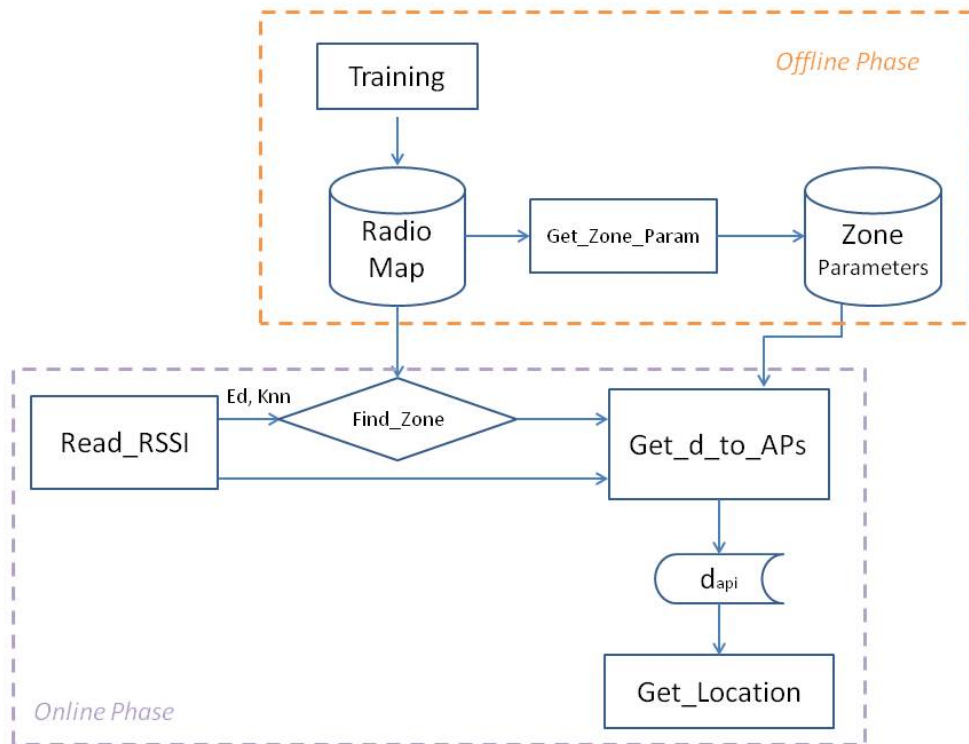 Offline Phase
Training
Radio
Map
Get_Zone_Param
Zone
Parameters
Ed, Knn
Read_RSSI
Find_Zone
Get_d_to_APs
dapi
Get_Location
Online Phase